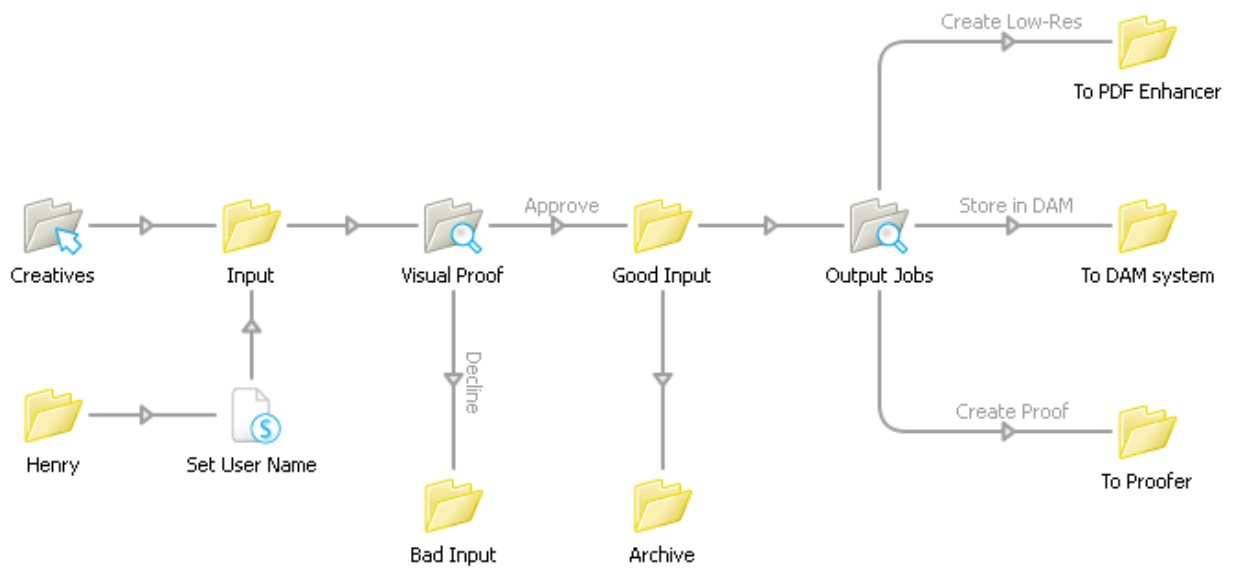 Create Low-Res
To PDF Enhancer
Approve
Store in DAM
Creatives
Input
Visual Proof
Good Input
Output Jobs
To DAM system
Decline
Create Proof
Henry
Set User Name
S
To Proofer
Bad Input
Archive